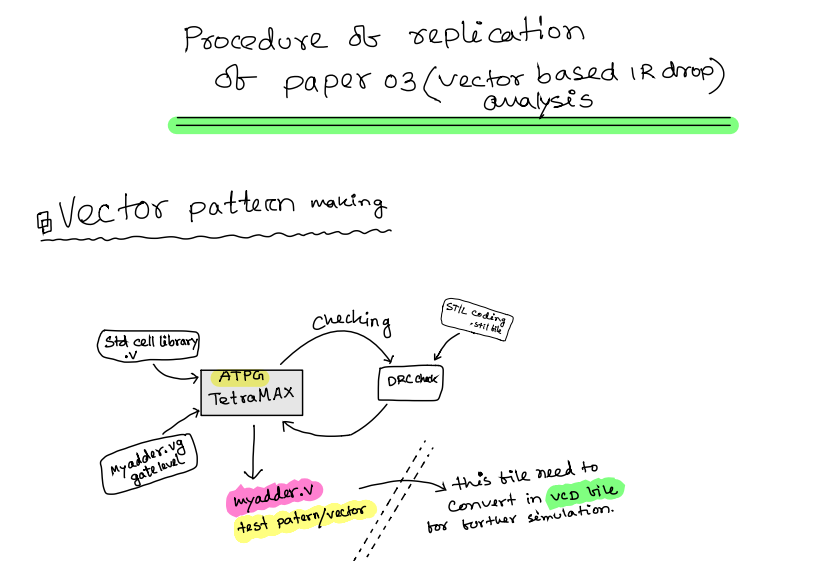 Procedure of replication
of paper 03 (vector based IR drop)
analysis
Vector pattern making
checking
STIL coding
.stil file
Std cell library
.v
ATPG
TetraMAX
DRC check
Myadder.vg
gate level
myadder.v
test patern/vector
this file need to
convert in VCD file
for further simulation.